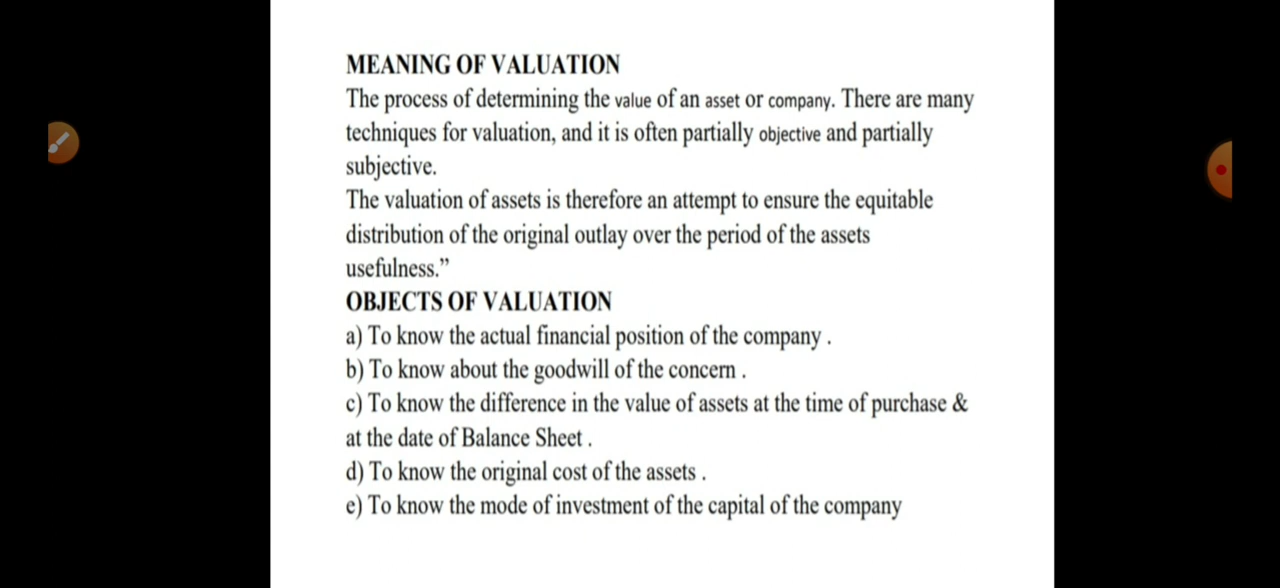 MEANING OF VALUATION
The process of determining the value of an asset or company. There are many
techniques for valuation, and it is often partially objective and partially
subjective.
The valuation of assets is therefore an attempt to ensure the equitable
distribution of the original outlay over the period of the assets
usefulness.”
OBJECTS OF VALUATION
a) To know the actual financial position of the company .
b) To know about the goodwill of the concern .
c) To know the difference in the value of assets at the time of purchase &
at the date of Balance Sheet .
d) To know the original cost of the assets .
e) To know the mode of investment of the capital of the company